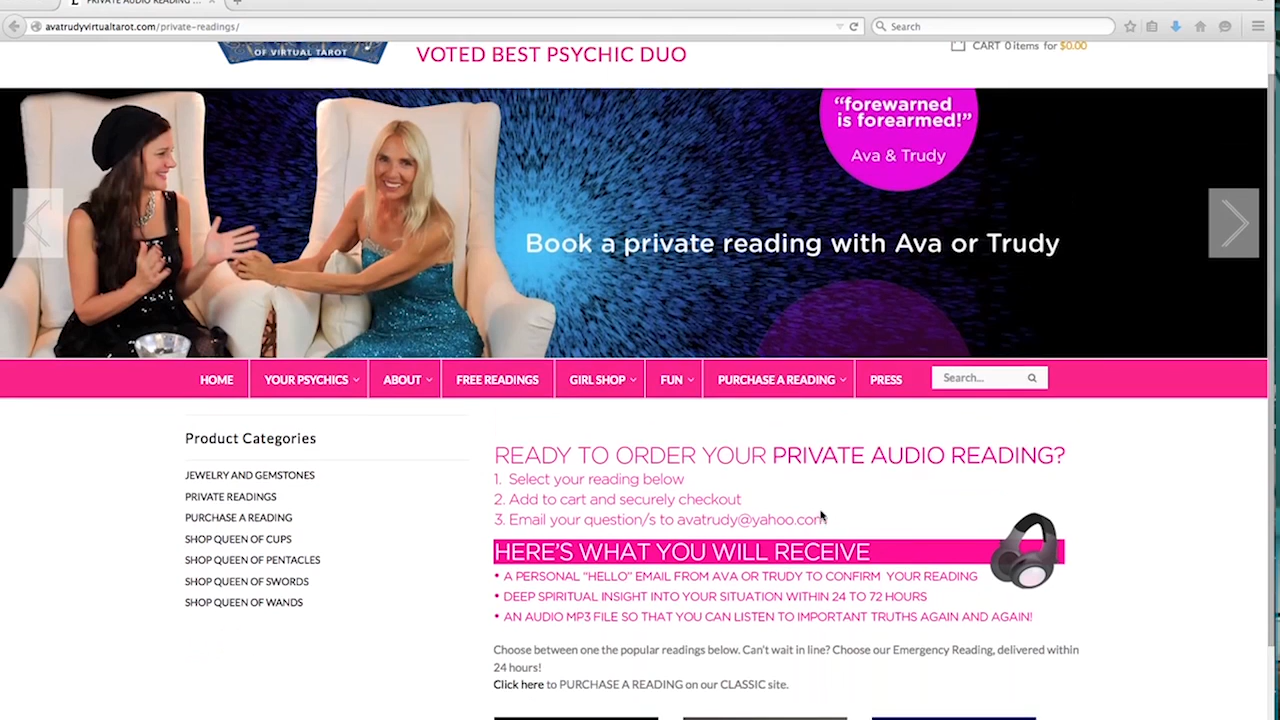 PRIVATE AUDIO READING ...
avatrudyvirtualtarot.com/private-readings/
Search
OF VIRTUAL TAROT
VOTED BEST PSYCHIC DUO
CART 0 items for $0.00
“forewarned
is forearmed!”
Ava & Trudy
Book a private reading with Ava or Trudy
HOME YOUR PSYCHICS ABOUT FREE READINGS GIRL SHOP FUN PURCHASE A READING PRESS Search...
Product Categories
JEWELRY AND GEMSTONES
PRIVATE READINGS
PURCHASE A READING
SHOP QUEEN OF CUPS
SHOP QUEEN OF PENTACLES
SHOP QUEEN OF SWORDS
SHOP QUEEN OF WANDS
READY TO ORDER YOUR PRIVATE AUDIO READING?
1. Select your reading below
2. Add to cart and securely checkout
3. Email your question/s to avatrudy@yahoo.com
HERE'S WHAT YOU WILL RECEIVE
• A PERSONAL "HELLO" EMAIL FROM AVA OR TRUDY TO CONFIRM YOUR READING
• DEEP SPIRITUAL INSIGHT INTO YOUR SITUATION WITHIN 24 TO 72 HOURS
• AN AUDIO MP3 FILE SO THAT YOU CAN LISTEN TO IMPORTANT TRUTHS AGAIN AND AGAIN!
Choose between one the popular readings below. Can't wait in line? Choose our Emergency Reading, delivered within
24 hours!
Click here to PURCHASE A READING on our CLASSIC site.